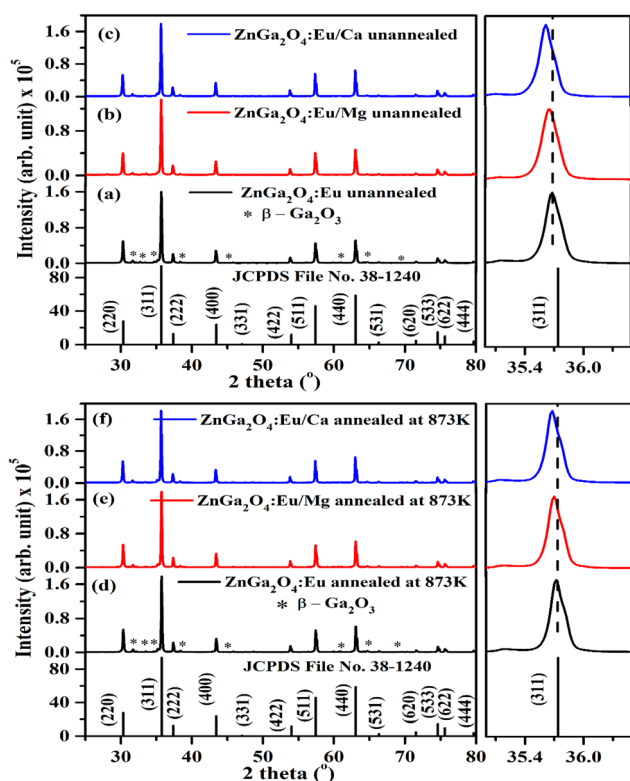 (c) ZnGa₂O₄:Eu/Ca unannealed
1.6
0.8
0.0
(b) ZnGa₂O₄:Eu/Mg unannealed
1.2
0.6
0.0
(a) ZnGa₂O₄:Eu unannealed
* β – Ga₂O₃
1.6
0.8
0.0
* * * * * * * *
Intensity (arb. unit) x 10⁵
JCPDS File No. 38-1240
80
40
0
(220) (311) (222) (400) (331) (422) (511) (440) (531) (620) (533) (622) (444)
(311)
30 40 50 60 70 80
35.4 36.0
2 theta (°)
(f) ZnGa₂O₄:Eu/Ca annealed at 873K
1.6
0.8
0.0
(e) ZnGa₂O₄:Eu/Mg annealed at 873K
1.6
0.8
0.0
(d) ZnGa₂O₄:Eu annealed at 873K
* β – Ga₂O₃
1.6
0.8
0.0
* * * * * * * *
Intensity (arb. unit) x 10⁵
JCPDS File No. 38-1240
80
40
0
(220) (311) (222) (400) (331) (422) (511) (440) (531) (620) (533) (622) (444)
(311)
30 40 50 60 70 80
35.4 36.0
2 theta (°)